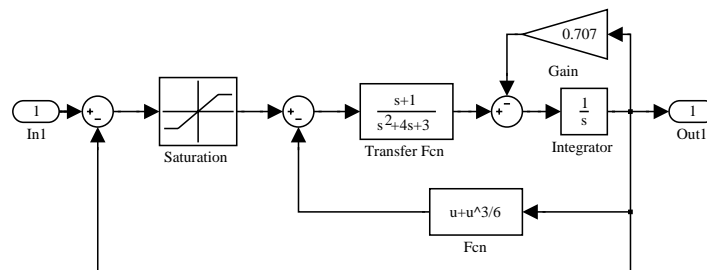 0.707
Gain
1
In1
Saturation
s+1
s^2+4s+3
Transfer Fcn
1
s
Integrator
1
Out1
u+u^3/6
Fcn